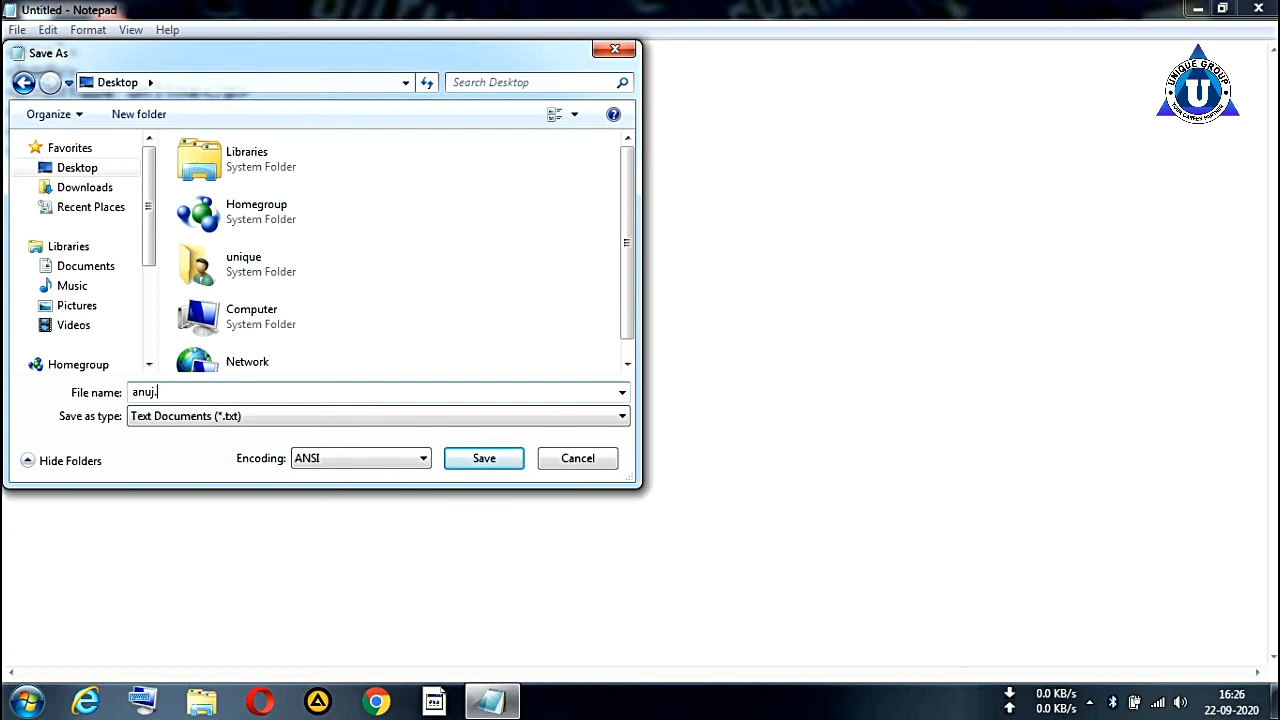 Untitled - Notepad
File Edit Format View Help
Save As
Desktop
Search Desktop
Organize New folder
Favorites
Desktop
Downloads
Recent Places
Libraries
Documents
Music
Pictures
Videos
Homegroup
Libraries
System Folder
Homegroup
System Folder
unique
System Folder
Computer
System Folder
Network
File name: anuj.
Save as type: Text Documents (*.txt)
Hide Folders Encoding: ANSI Save Cancel
UNIQUE GROUP
U
0.0 KB/s
0.0 KB/s
16:26
22-09-2020